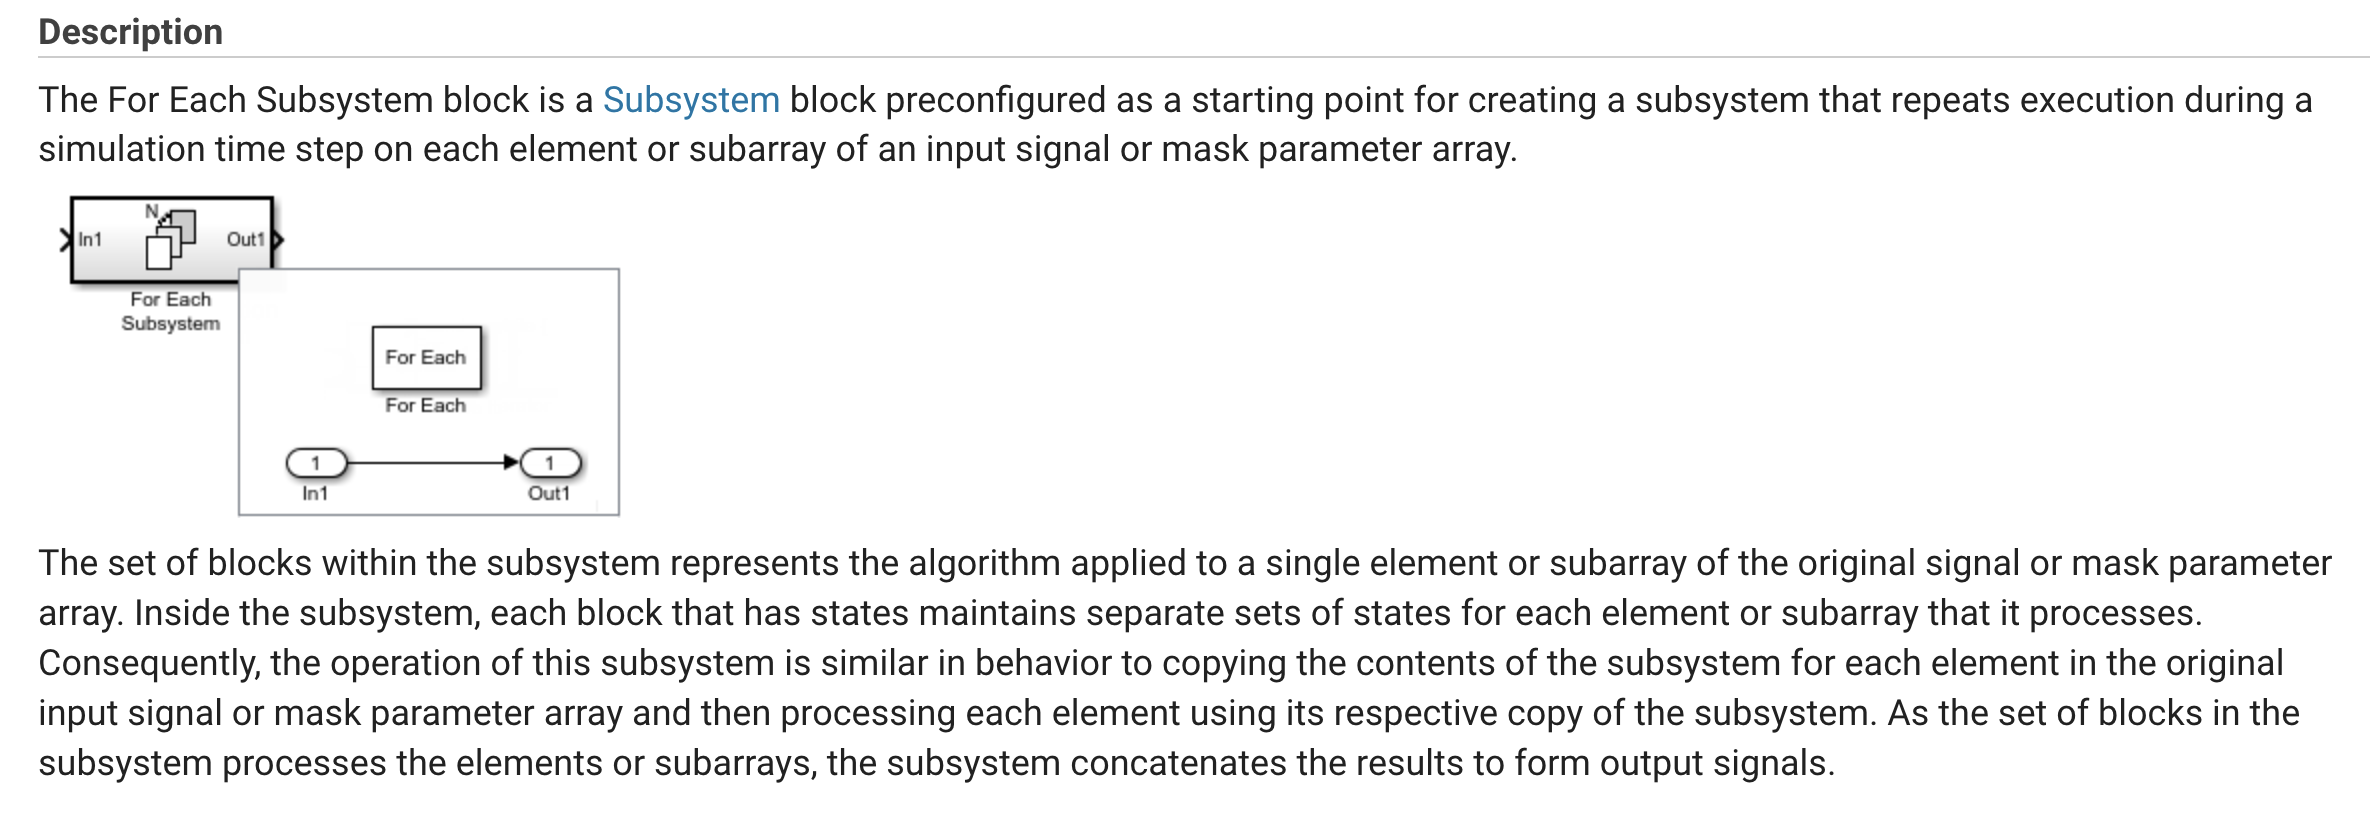 Description
The For Each Subsystem block is a Subsystem block preconfigured as a starting point for creating a subsystem that repeats execution during a
simulation time step on each element or subarray of an input signal or mask parameter array.
N
In1
Out1
For Each
Subsystem
For Each
For Each
1
1
In1
Out1
The set of blocks within the subsystem represents the algorithm applied to a single element or subarray of the original signal or mask parameter
array. Inside the subsystem, each block that has states maintains separate sets of states for each element or subarray that it processes.
Consequently, the operation of this subsystem is similar in behavior to copying the contents of the subsystem for each element in the original
input signal or mask parameter array and then processing each element using its respective copy of the subsystem. As the set of blocks in the
subsystem processes the elements or subarrays, the subsystem concatenates the results to form output signals.